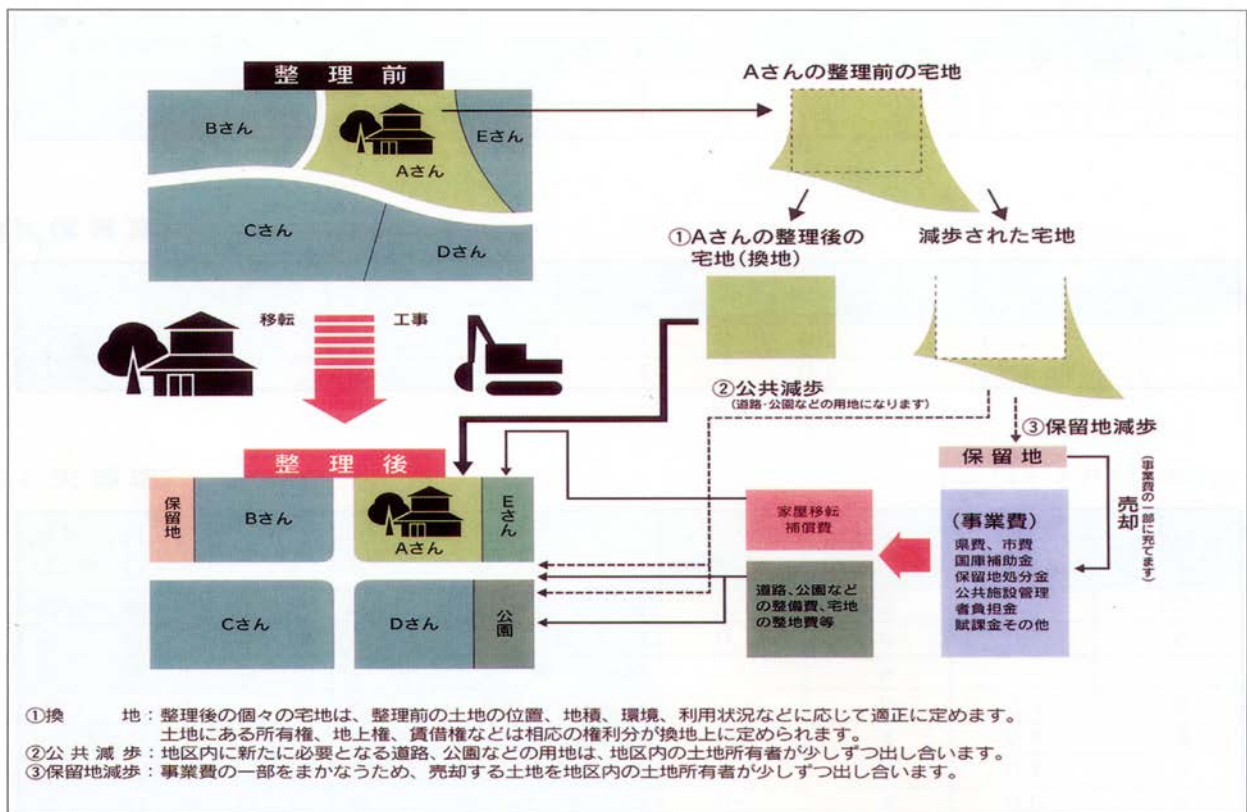 整理前
Bさん
Aさん
Eさん
Cさん
Dさん
Aさんの整理前の宅地
①Aさんの整理後の
宅地(換地)
減歩された宅地
移転
工事
②公共減歩
(道路・公園などの用地になります)
③保留地減歩
保留地
売却
(事業費の一部に充てます)
整理後
保留地
Bさん
Aさん
Eさん
Cさん
Dさん
公園
家屋移転
補償費
道路、公園など
の整備費、宅地
の整地費等
(事業費)
県費、市費
国庫補助金
保留地処分金
公共施設管理
者負担金
賦課金その他
①換　　地：整理後の個々の宅地は、整理前の土地の位置、地積、環境、利用状況などに応じて適正に定めます。
土地にある所有権、地上権、賃借権などは相応の権利分が換地上に定められます。
②公共減歩：地区内に新たに必要となる道路、公園などの用地は、地区内の土地所有者が少しずつ出し合います。
③保留地減歩：事業費の一部をまかなうため、売却する土地を地区内の土地所有者が少しずつ出し合います。